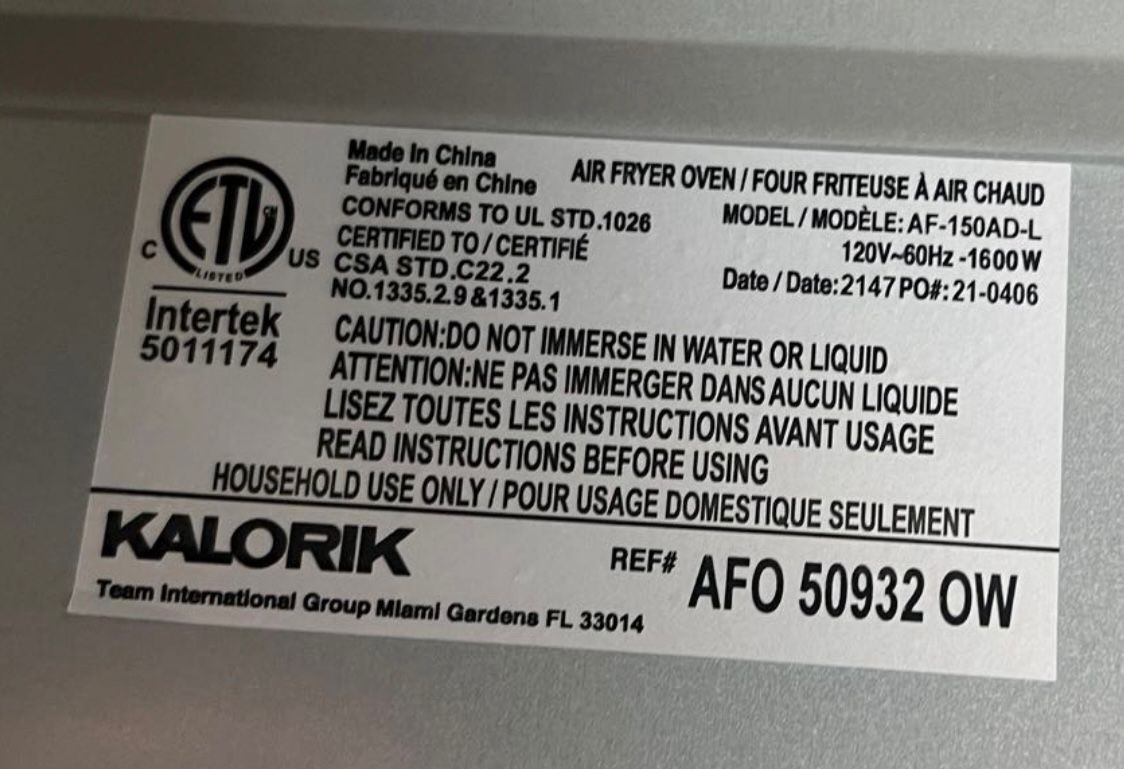 C ETL US
LISTED
CM
Intertek
5011174
Made In China
Fabriqué en Chine
CONFORMS TO UL STD.1026
CERTIFIED TO / CERTIFIÉ
CSA STD.C22.2
NO.1335.2.9 &1335.1
AIR FRYER OVEN / FOUR FRITEUSE À AIR CHAUD
MODEL / MODÈLE: AF-150AD-L
120V~60Hz -1600 W
Date / Date:2147 PO#: 21-0406
CAUTION:DO NOT IMMERSE IN WATER OR LIQUID
ATTENTION:NE PAS IMMERGER DANS AUCUN LIQUIDE
LISEZ TOUTES LES INSTRUCTIONS AVANT USAGE
READ INSTRUCTIONS BEFORE USING
HOUSEHOLD USE ONLY / POUR USAGE DOMESTIQUE SEULEMENT
KALORIK
Team International Group Miami Gardens FL 33014
REF# AFO 50932 OW